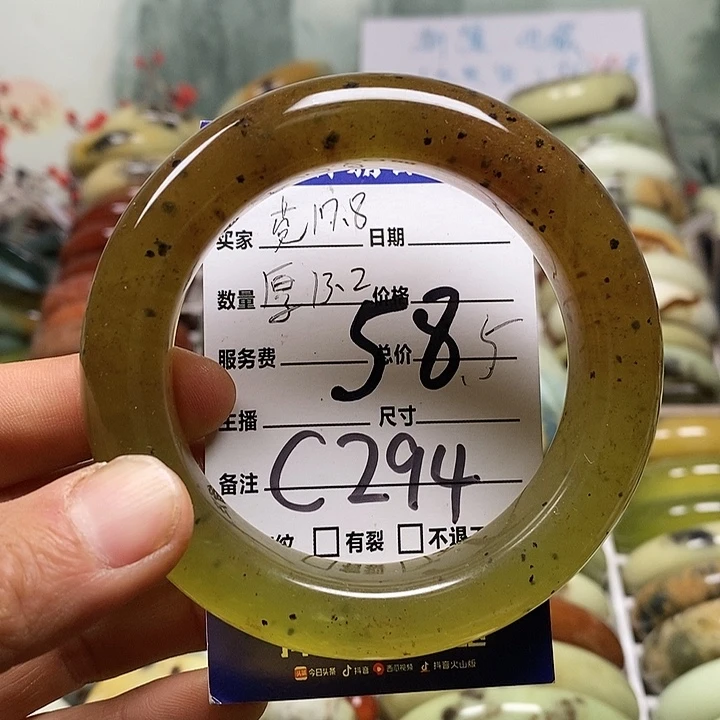 买家 宽17.8 日期
数量 厚13.2 价格
服务费 总价 58.5
主播 尺寸
备注 C294
有裂 不退
今日头条 抖音 西瓜视频 抖音火山版